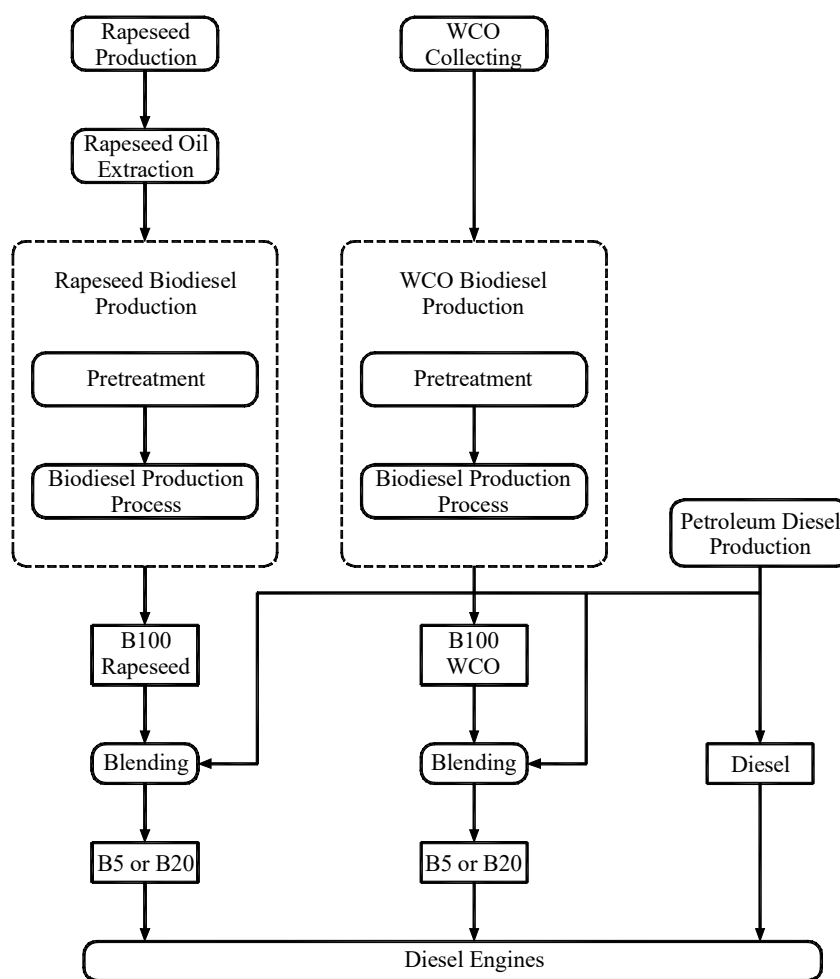 Rapeseed
Production
WCO
Collecting
Rapeseed Oil
Extraction
Rapeseed Biodiesel
Production
WCO Biodiesel
Production
Pretreatment
Pretreatment
Biodiesel Production
Process
Biodiesel Production
Process
Petroleum Diesel
Production
B100
Rapeseed
B100
WCO
Blending
Blending
Diesel
B5 or B20
B5 or B20
Diesel Engines